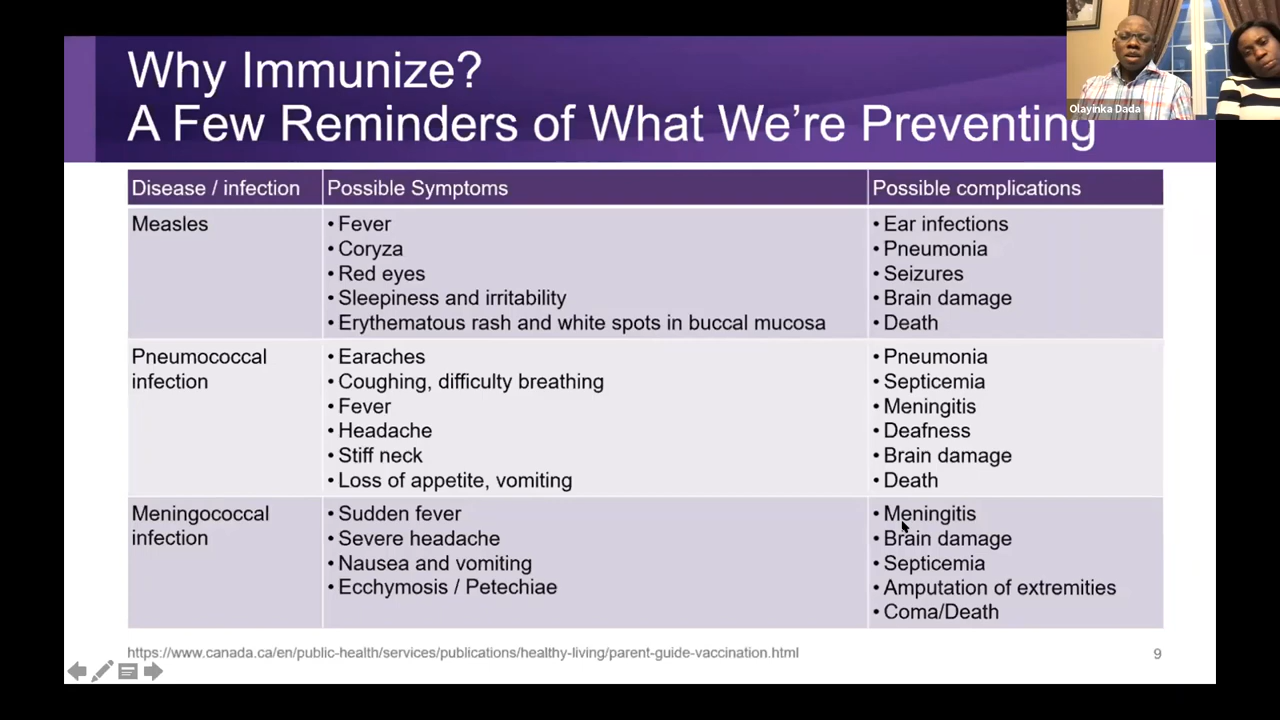 Why Immunize?
A Few Reminders of What We're Preventing
Olayinka Dada
Disease / infection
Possible Symptoms
Possible complications
Measles
• Fever
• Coryza
• Red eyes
• Sleepiness and irritability
• Erythematous rash and white spots in buccal mucosa
• Ear infections
• Pneumonia
• Seizures
• Brain damage
• Death
Pneumococcal
infection
• Earaches
• Coughing, difficulty breathing
• Fever
• Headache
• Stiff neck
• Loss of appetite, vomiting
• Pneumonia
• Septicemia
• Meningitis
• Deafness
• Brain damage
• Death
Meningococcal
infection
• Sudden fever
• Severe headache
• Nausea and vomiting
• Ecchymosis / Petechiae
• Meningitis
• Brain damage
• Septicemia
• Amputation of extremities
• Coma/Death
https://www.canada.ca/en/public-health/services/publications/healthy-living/parent-guide-vaccination.html
9